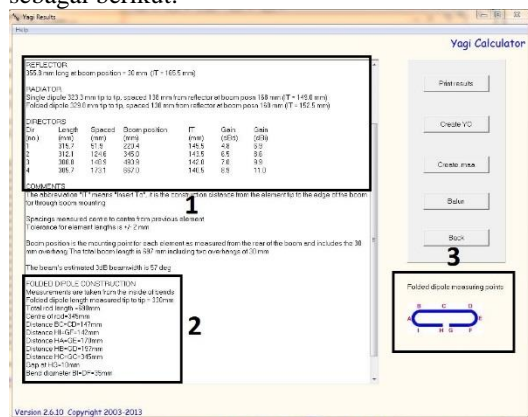 sebagai berikut:
Yagi Results
Help
Yagi Calculator
REFLECTOR
355.8 mm long at boom position = 30 mm (IT = 165.5 mm)
RADIATOR
Single dipole 323.3 mm tip to tip, spaced 138 mm from reflector at boom posn 168 mm (IT = 149.0 mm)
Folded dipole 329.0 mm tip to tip, spaced 138 mm from reflector at boom posn 168 mm (IT = 152.5 mm)
DIRECTORS
Dir Length Spaced Boom position IT Gain Gain
(no.) (mm) (mm) (mm) (mm) (dBd) (dBi)
1 315.7 51.9 220.4 145.5 4.8 6.9
2 312.1 124.6 345.0 143.5 6.5 8.6
3 148.9 493.9 142.0 7.8 9.9
4 305.7 173.1 667.0 140.5 8.9 11.0
COMMENTS
The abbreviation "IT" means "Insert To", it is the construction distance from the element tip to the edge of the boom
for through boom mounting
1
Spacings measured centre to centre from previous element
Tolerance for element lengths is +/- 2 mm
Boom position is the mounting point for each element as measured from the rear of the boom and includes the 30
mm overhang. The total boom length is 697 mm including two overhangs of 30 mm
The beam's estimated 3dB beamwidth is 57 deg
FOLDED DIPOLE CONSTRUCTION
Measurements are taken from the inside of bends
Folded dipole length measured tip to tip = 330mm
Total rod length =690mm
Centre of rod=345mm
Distance BC=CD=147mm
Distance HI=GF=142mm
Distance HA=GE=170mm
Distance HB=GD=197mm
Distance HC=GC=345mm
Gap at HG=10mm
Bend diameter BI=DF=35mm
2
Print results
Create YO
Create .maa
Balun
Back
3
Folded dipole measuring points
B C D
A E
I H G F
Version 2.6.10 Copyright 2003-2013